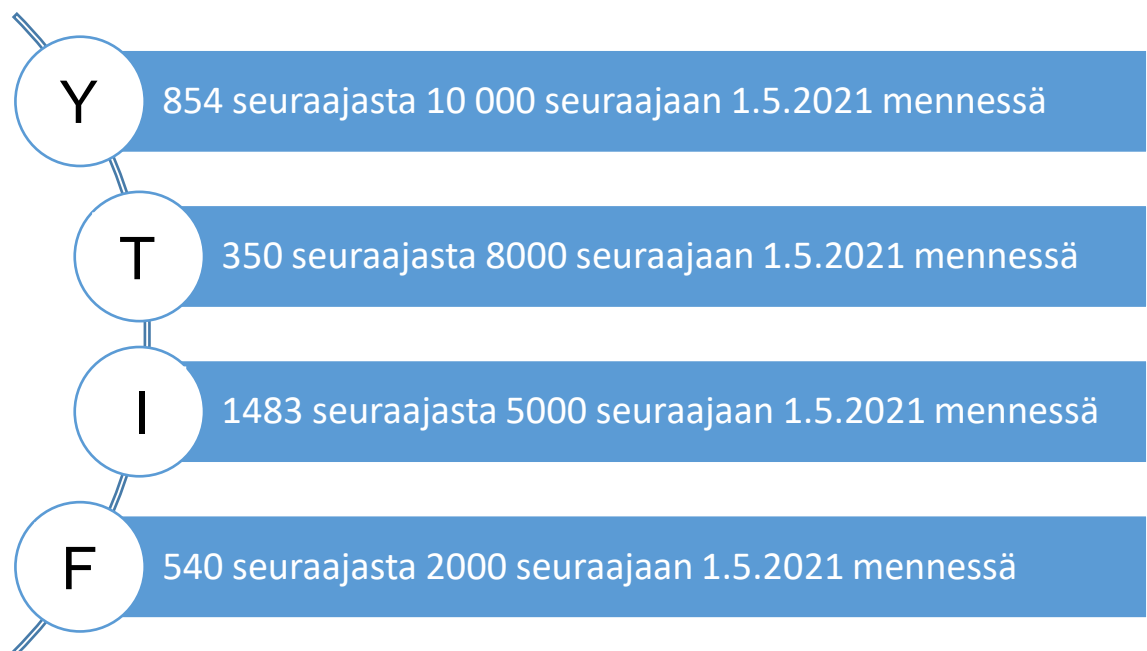 Y
854 seuraajasta 10 000 seuraajaan 1.5.2021 mennessä
T
350 seuraajasta 8000 seuraajaan 1.5.2021 mennessä
I
1483 seuraajasta 5000 seuraajaan 1.5.2021 mennessä
F
540 seuraajasta 2000 seuraajaan 1.5.2021 mennessä